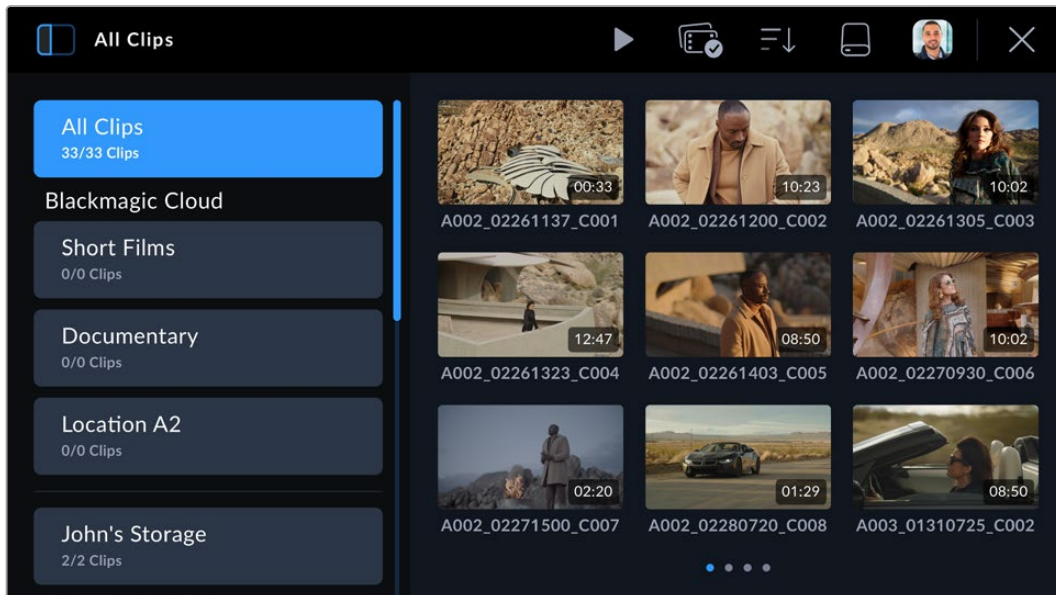 All Clips
All Clips
33/33 Clips
Blackmagic Cloud
Short Films
0/0 Clips
Documentary
0/0 Clips
Location A2
0/0 Clips
John's Storage
2/2 Clips
00:33
10:23
10:02
A002_02261137_C001
A002_02261200_C002
A002_02261305_C003
12:47
08:50
10:02
A002_02261323_C004
A002_02261403_C005
A002_02270930_C006
02:20
01:29
08:50
A002_02271500_C007
A002_02280720_C008
A003_01310725_C002